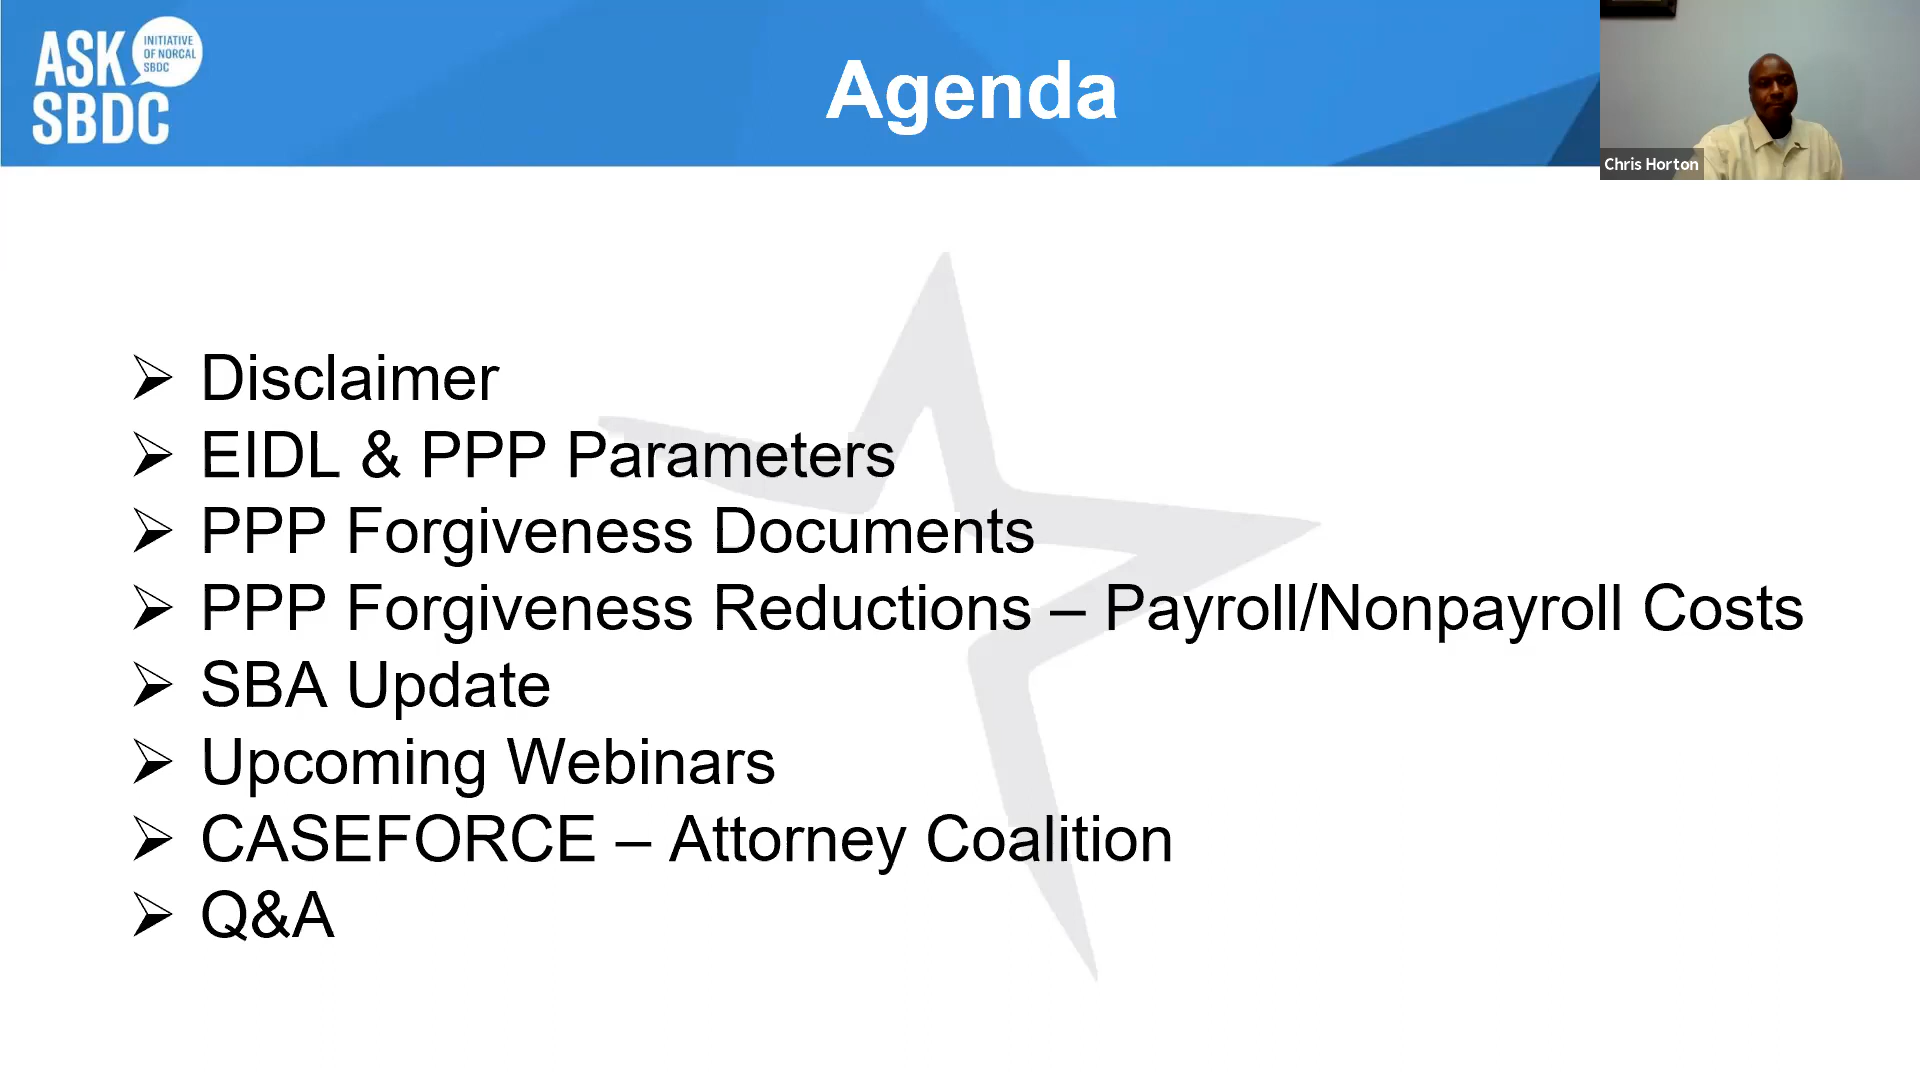 ASK
INITIATIVE
OF NORCAL
SBDC
SBDC
Agenda
Chris Horton
Disclaimer
EIDL & PPP Parameters
PPP Forgiveness Documents
PPP Forgiveness Reductions – Payroll/Nonpayroll Costs
SBA Update
Upcoming Webinars
CASEFORCE – Attorney Coalition
Q&A